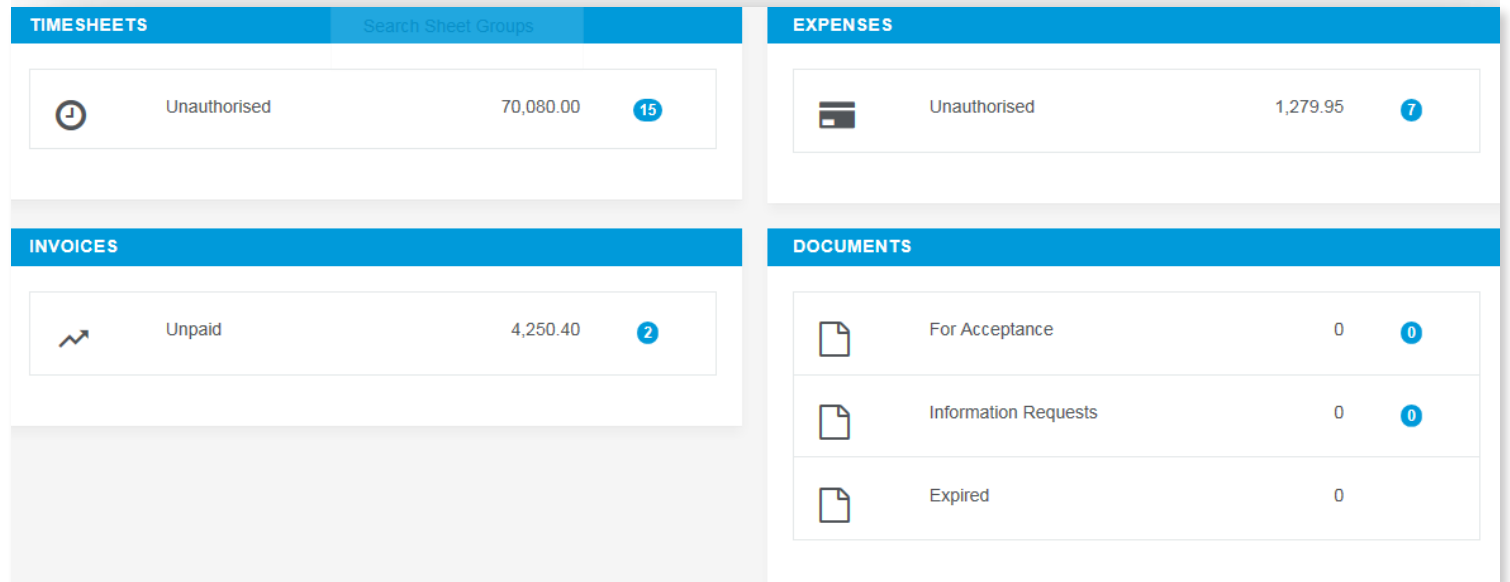 TIMESHEETS
Search Sheet Groups
Unauthorised 70,080.00 15
EXPENSES
Unauthorised 1,279.95 7
INVOICES
Unpaid 4,250.40 2
DOCUMENTS
For Acceptance 0 0
Information Requests 0 0
Expired 0